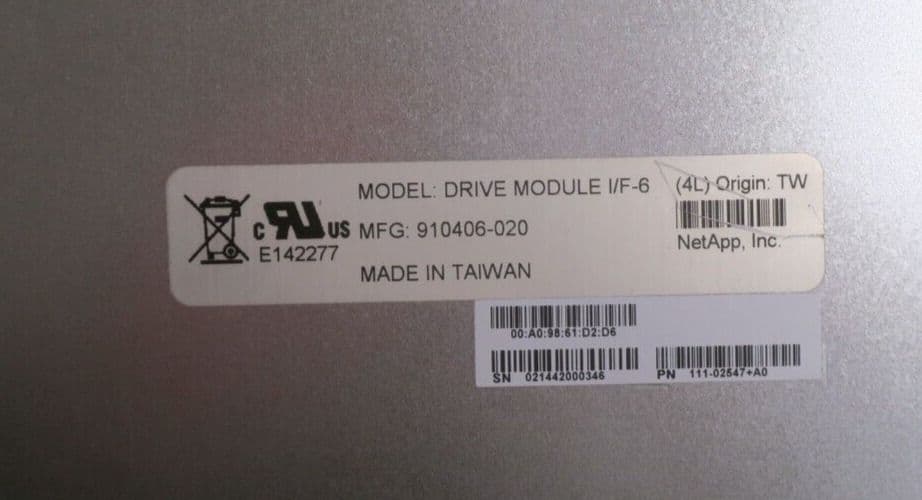 MODEL: DRIVE MODULE I/F-6
(4L) Origin: TW
c RU US
E142277
MFG: 910406-020
NetApp, Inc.
MADE IN TAIWAN
00:A0:98:61:D2:D6
SN 021442000346
PN 111-02547+A0